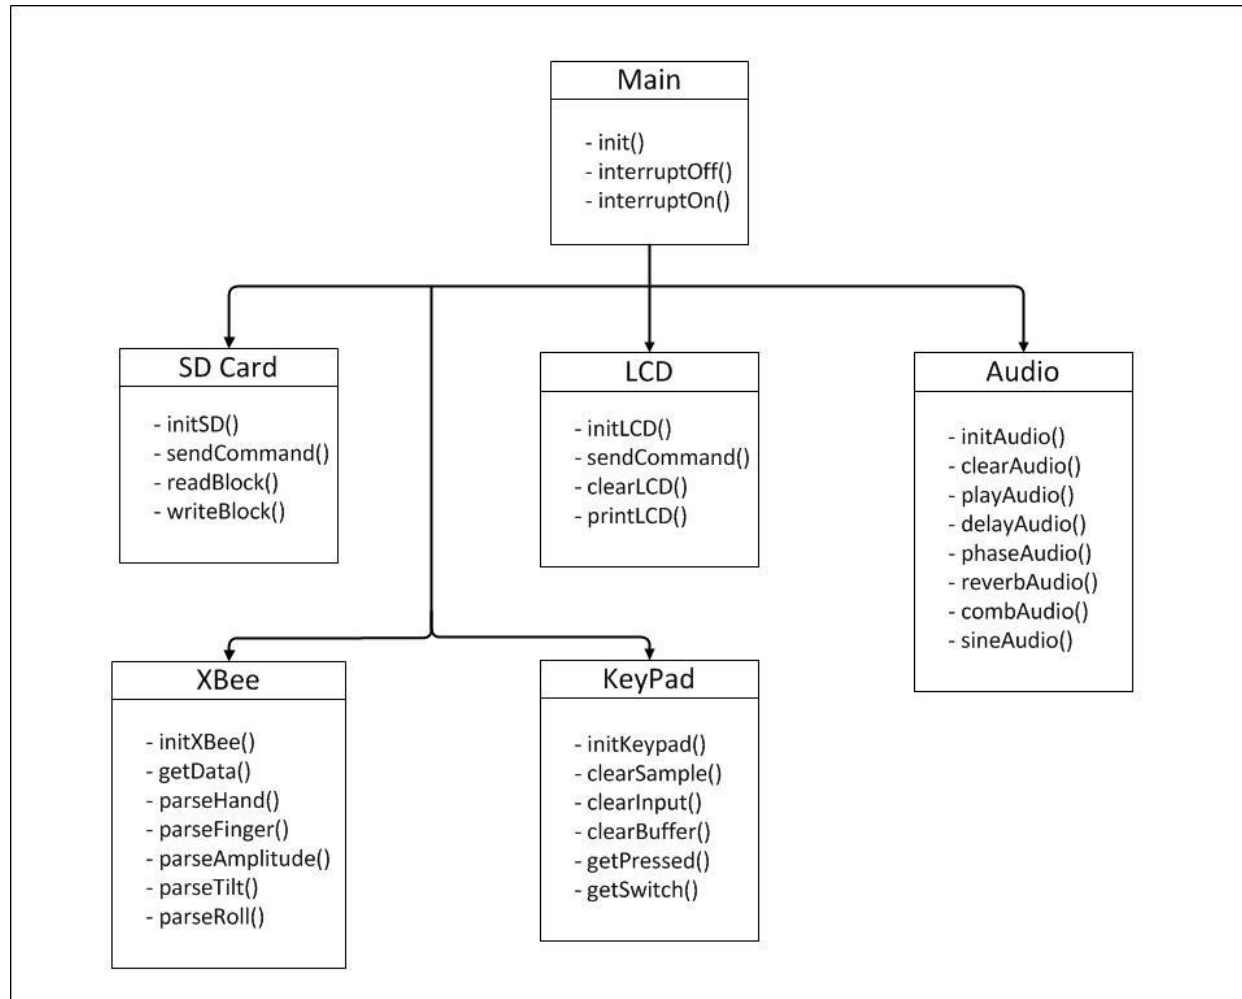 Main
- init()
- interruptOff()
- interruptOn()
SD Card
- initSD()
- sendCommand()
- readBlock()
- writeBlock()
LCD
- initLCD()
- sendCommand()
- clearLCD()
- printLCD()
Audio
- initAudio()
- clearAudio()
- playAudio()
- delayAudio()
- phaseAudio()
- reverbAudio()
- combAudio()
- sineAudio()
XBee
- initXBee()
- getData()
- parseHand()
- parseFinger()
- parseAmplitude()
- parseTilt()
- parseRoll()
KeyPad
- initKeypad()
- clearSample()
- clearInput()
- clearBuffer()
- getPressed()
- getSwitch()